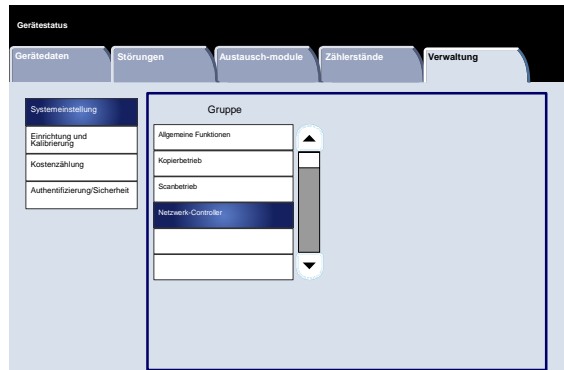 Gerätestatus
Gerätedaten
Störungen
Austausch-module
Zählerstände
Verwaltung
Systemeinstellung
Einrichtung und
Kalibrierung
Kostenzählung
Authentifizierung/Sicherheit
Gruppe
Allgemeine Funktionen
Kopierbetrieb
Scanbetrieb
Netzwerk-Controller